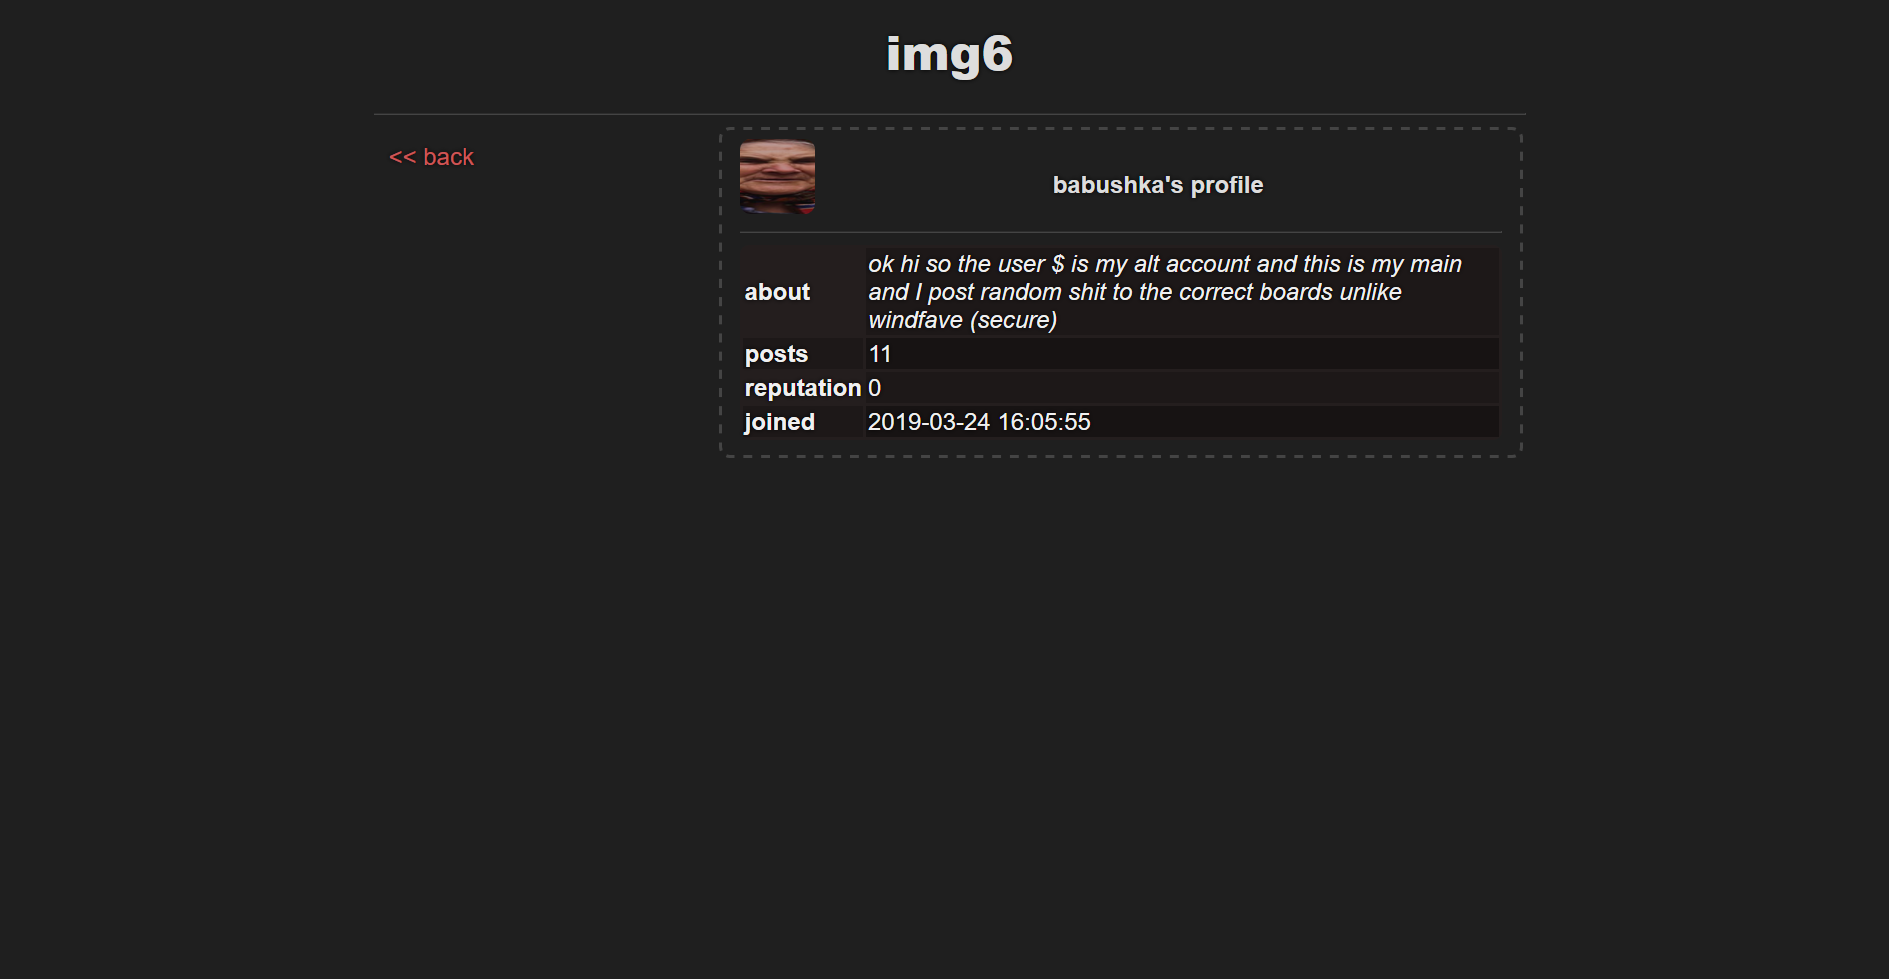 img6
<< back
babushka's profile
about
ok hi so the user $ is my alt account and this is my main
and I post random shit to the correct boards unlike
windfave (secure)
posts 11
reputation 0
joined 2019-03-24 16:05:55